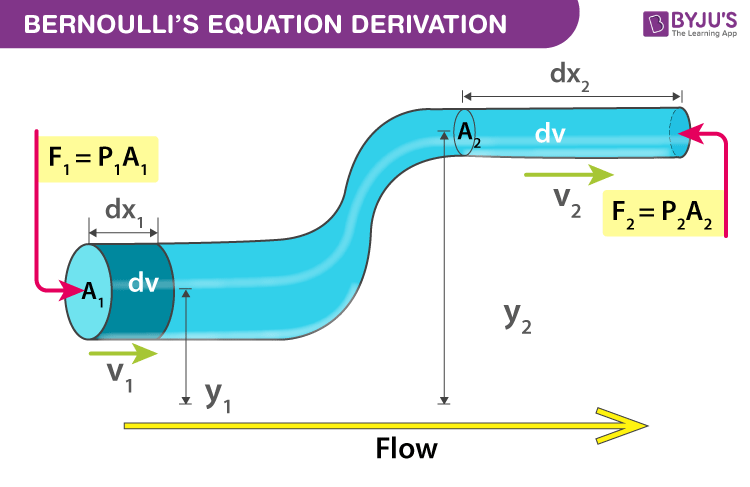 BERNOULLI'S EQUATION DERIVATION
BYJU'S
The Learning App
dx₂
A₂
dv
F₁ = P₁A₁
v₂
F₂ = P₂A₂
dx₁
A₁
dv
y₂
v₁
y₁
Flow